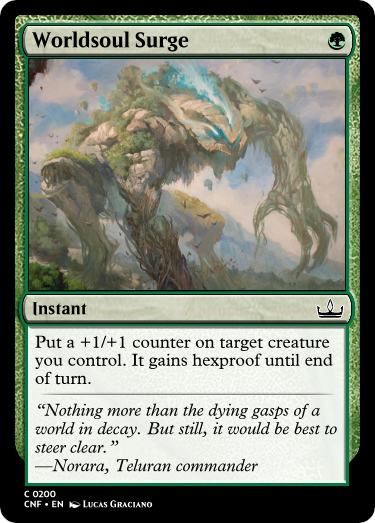 Worldsoul Surge
Instant
Put a +1/+1 counter on target creature
you control. It gains hexproof until end
of turn.
“Nothing more than the dying gasps of a
world in decay. But still, it would be best to
steer clear.”
—Norara, Teluran commander
C 0200
CNF • EN Lucas Graciano